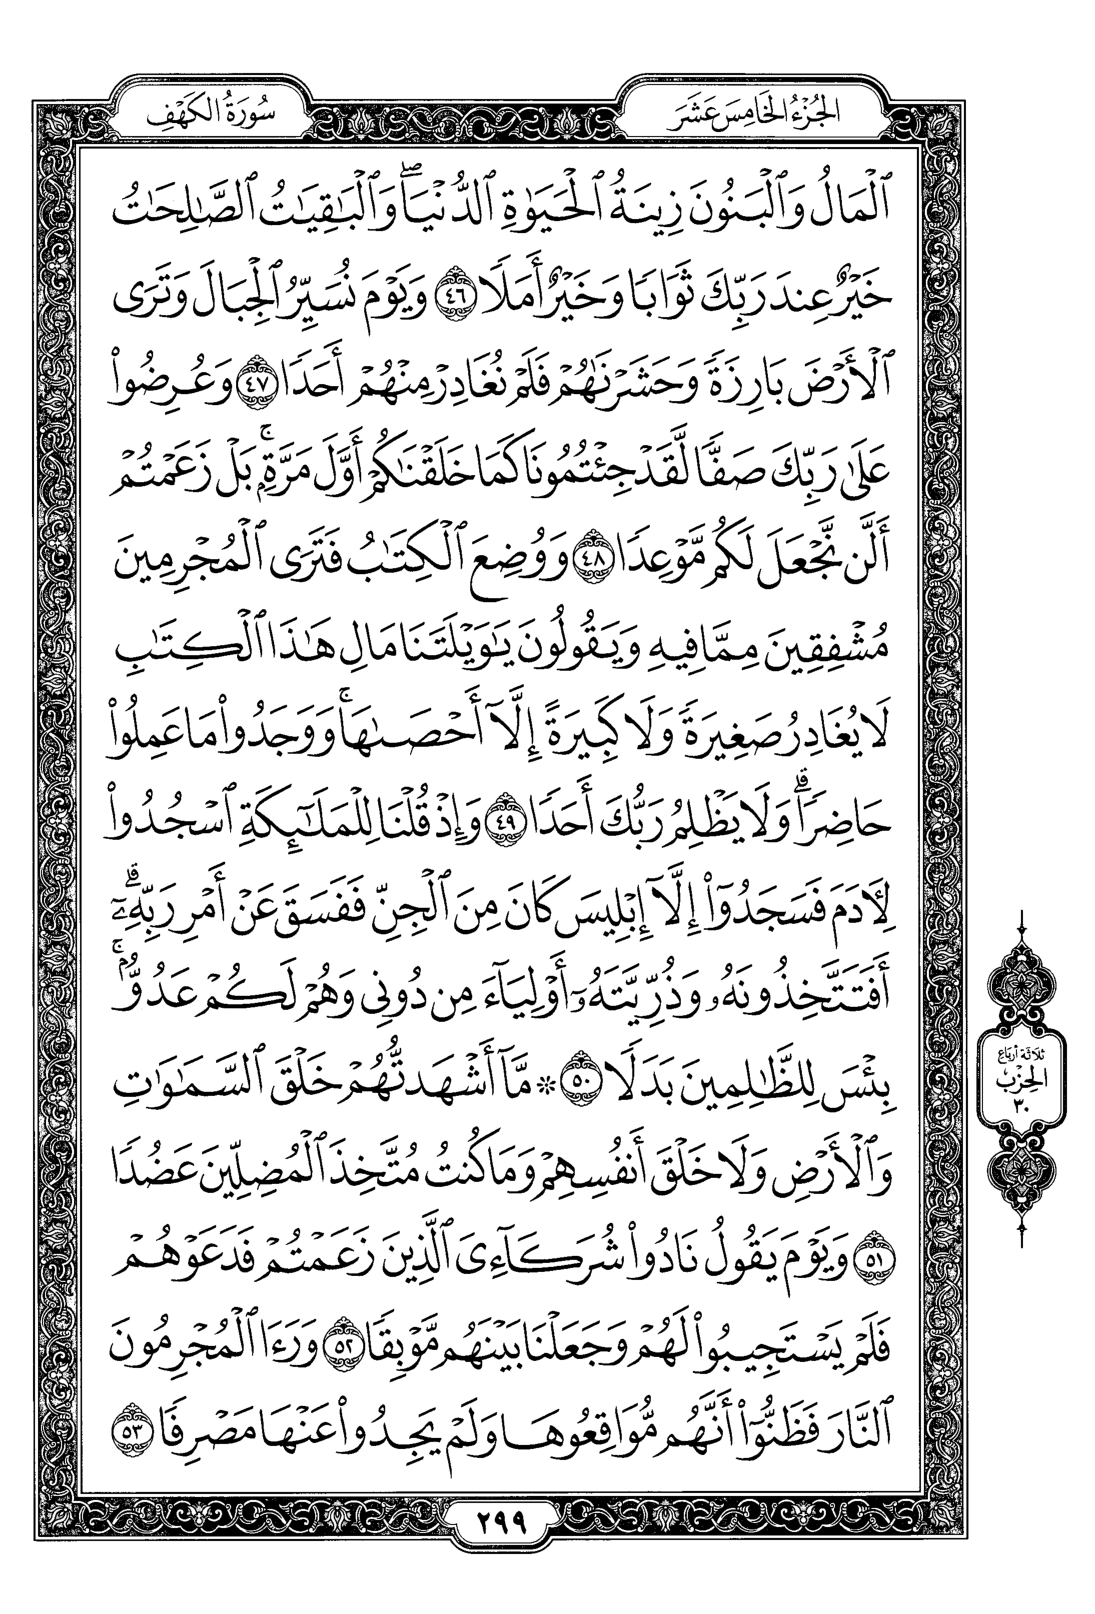 الجُزْءُ الخَامِسَ عَشَرَ
سُورَةُ الكَهْفِ
ٱلْمَالُ وَٱلْبَنُونَ زِينَةُ ٱلْحَيَوٰةِ ٱلدُّنْيَاۖ وَٱلْبَٰقِيَٰتُ ٱلصَّٰلِحَٰتُ
خَيْرٌ عِندَ رَبِّكَ ثَوَابًا وَخَيْرٌ أَمَلًا ٤٦ وَيَوْمَ نُسَيِّرُ ٱلْجِبَالَ وَتَرَى
ٱلْأَرْضَ بَارِزَةً وَحَشَرْنَٰهُمْ فَلَمْ نُغَادِرْ مِنْهُمْ أَحَدًا ٤٧ وَعُرِضُوا۟
عَلَىٰ رَبِّكَ صَفًّا لَّقَدْ جِئْتُمُونَا كَمَا خَلَقْنَٰكُمْ أَوَّلَ مَرَّةٍۭۚ بَلْ زَعَمْتُمْ
أَلَّن نَّجْعَلَ لَكُم مَّوْعِدًا ٤٨ وَوُضِعَ ٱلْكِتَٰبُ فَتَرَى ٱلْمُجْرِمِينَ
مُشْفِقِينَ مِمَّا فِيهِ وَيَقُولُونَ يَٰوَيْلَتَنَا مَالِ هَٰذَا ٱلْكِتَٰبِ
لَا يُغَادِرُ صَغِيرَةً وَلَا كَبِيرَةً إِلَّآ أَحْصَىٰهَاۚ وَوَجَدُوا۟ مَا عَمِلُوا۟
حَاضِرًاۗ وَلَا يَظْلِمُ رَبُّكَ أَحَدًا ٤٩ وَإِذْ قُلْنَا لِلْمَلَٰٓئِكَةِ ٱسْجُدُوا۟
لِءَادَمَ فَسَجَدُوٓا۟ إِلَّآ إِبْلِيسَ كَانَ مِنَ ٱلْجِنِّ فَفَسَقَ عَنْ أَمْرِ رَبِّهِۦٓۗ
أَفَتَتَّخِذُونَهُۥ وَذُرِّيَّتَهُۥٓ أَوْلِيَآءَ مِن دُونِى وَهُمْ لَكُمْ عَدُوٌّۢۚ
بِئْسَ لِلظَّٰلِمِينَ بَدَلًا ٥٠ ۞ مَّآ أَشْهَدتُّهُمْ خَلْقَ ٱلسَّمَٰوَٰتِ
وَٱلْأَرْضِ وَلَا خَلْقَ أَنفُسِهِمْ وَمَا كُنتُ مُتَّخِذَ ٱلْمُضِلِّينَ عَضُدًا
٥١ وَيَوْمَ يَقُولُ نَادُوا۟ شُرَكَآءِىَ ٱلَّذِينَ زَعَمْتُمْ فَدَعَوْهُمْ
فَلَمْ يَسْتَجِيبُوا۟ لَهُمْ وَجَعَلْنَا بَيْنَهُم مَّوْبِقًا ٥٢ وَرَءَا ٱلْمُجْرِمُونَ
ٱلنَّارَ فَظَنُّوٓا۟ أَنَّهُم مُّوَاقِعُوهَا وَلَمْ يَجِدُوا۟ عَنْهَا مَصْرِفًا ٥٣
ثلاثة أرباع
الحِزْب
٣٠
٢٩٩